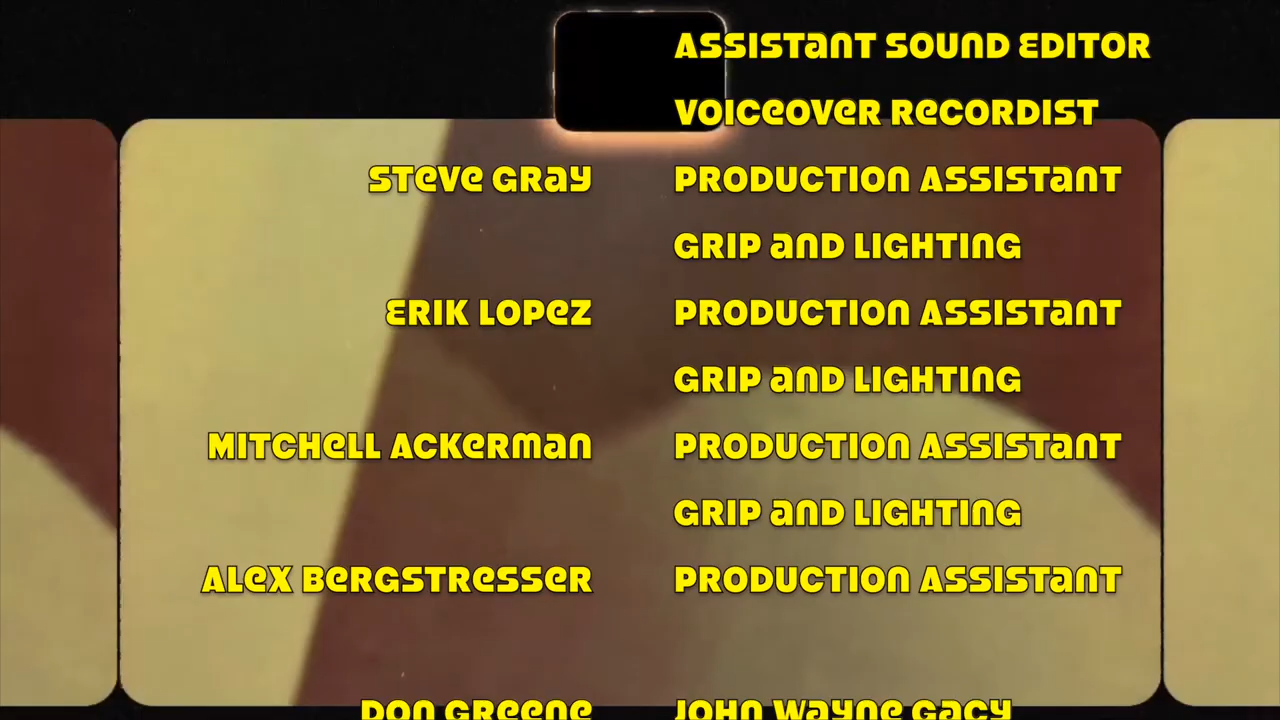 ASSISTANT SOUND EDITOR
VOICEOVER RECORDIST
STEVE GRAY PRODUCTION ASSISTANT
GRIP AND LIGHTING
ERIK LOPEZ PRODUCTION ASSISTANT
GRIP AND LIGHTING
MITCHELL ACKERMAN PRODUCTION ASSISTANT
GRIP AND LIGHTING
ALEX BERGSTRESSER PRODUCTION ASSISTANT
DON GREENE JOHN WAYNE GACY